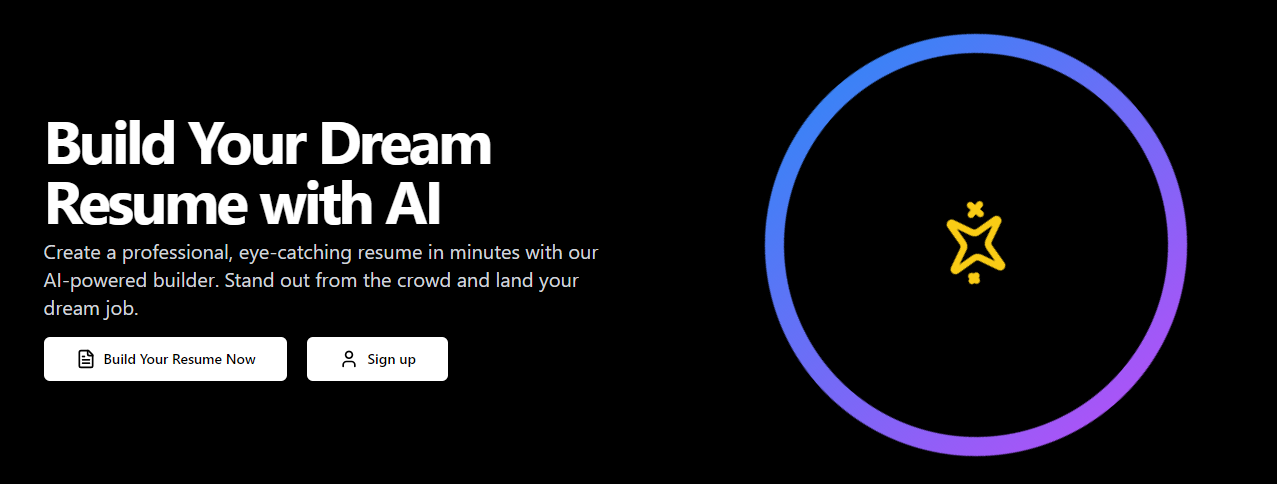 Build Your Dream
Resume with AI
Create a professional, eye-catching resume in minutes with our
AI-powered builder. Stand out from the crowd and land your
dream job.
Build Your Resume Now
Sign up